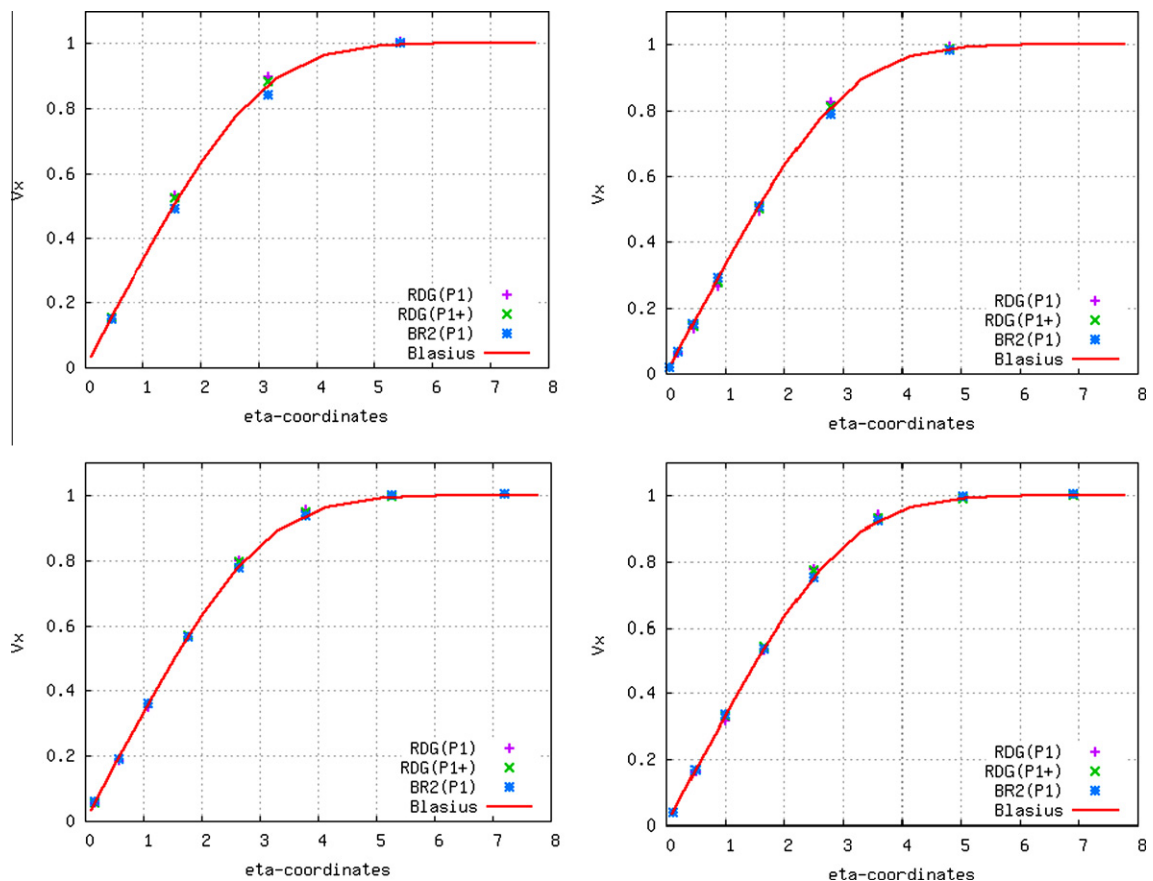 1
0.8
0.6
Vx
0.4
0.2
0
RDG(P1)
RDG(P1+)
BR2(P1)
Blasius
0 1 2 3 4 5 6 7 8
eta-coordinates
1
0.8
0.6
Vx
0.4
0.2
0
RDG(P1)
RDG(P1+)
BR2(P1)
Blasius
0 1 2 3 4 5 6 7 8
eta-coordinates
1
0.8
0.6
Vx
0.4
0.2
0
RDG(P1)
RDG(P1+)
BR2(P1)
Blasius
0 1 2 3 4 5 6 7 8
eta-coordinates
1
0.8
0.6
Vx
0.4
0.2
0
RDG(P1)
RDG(P1+)
BR2(P1)
Blasius
0 1 2 3 4 5 6 7 8
eta-coordinates